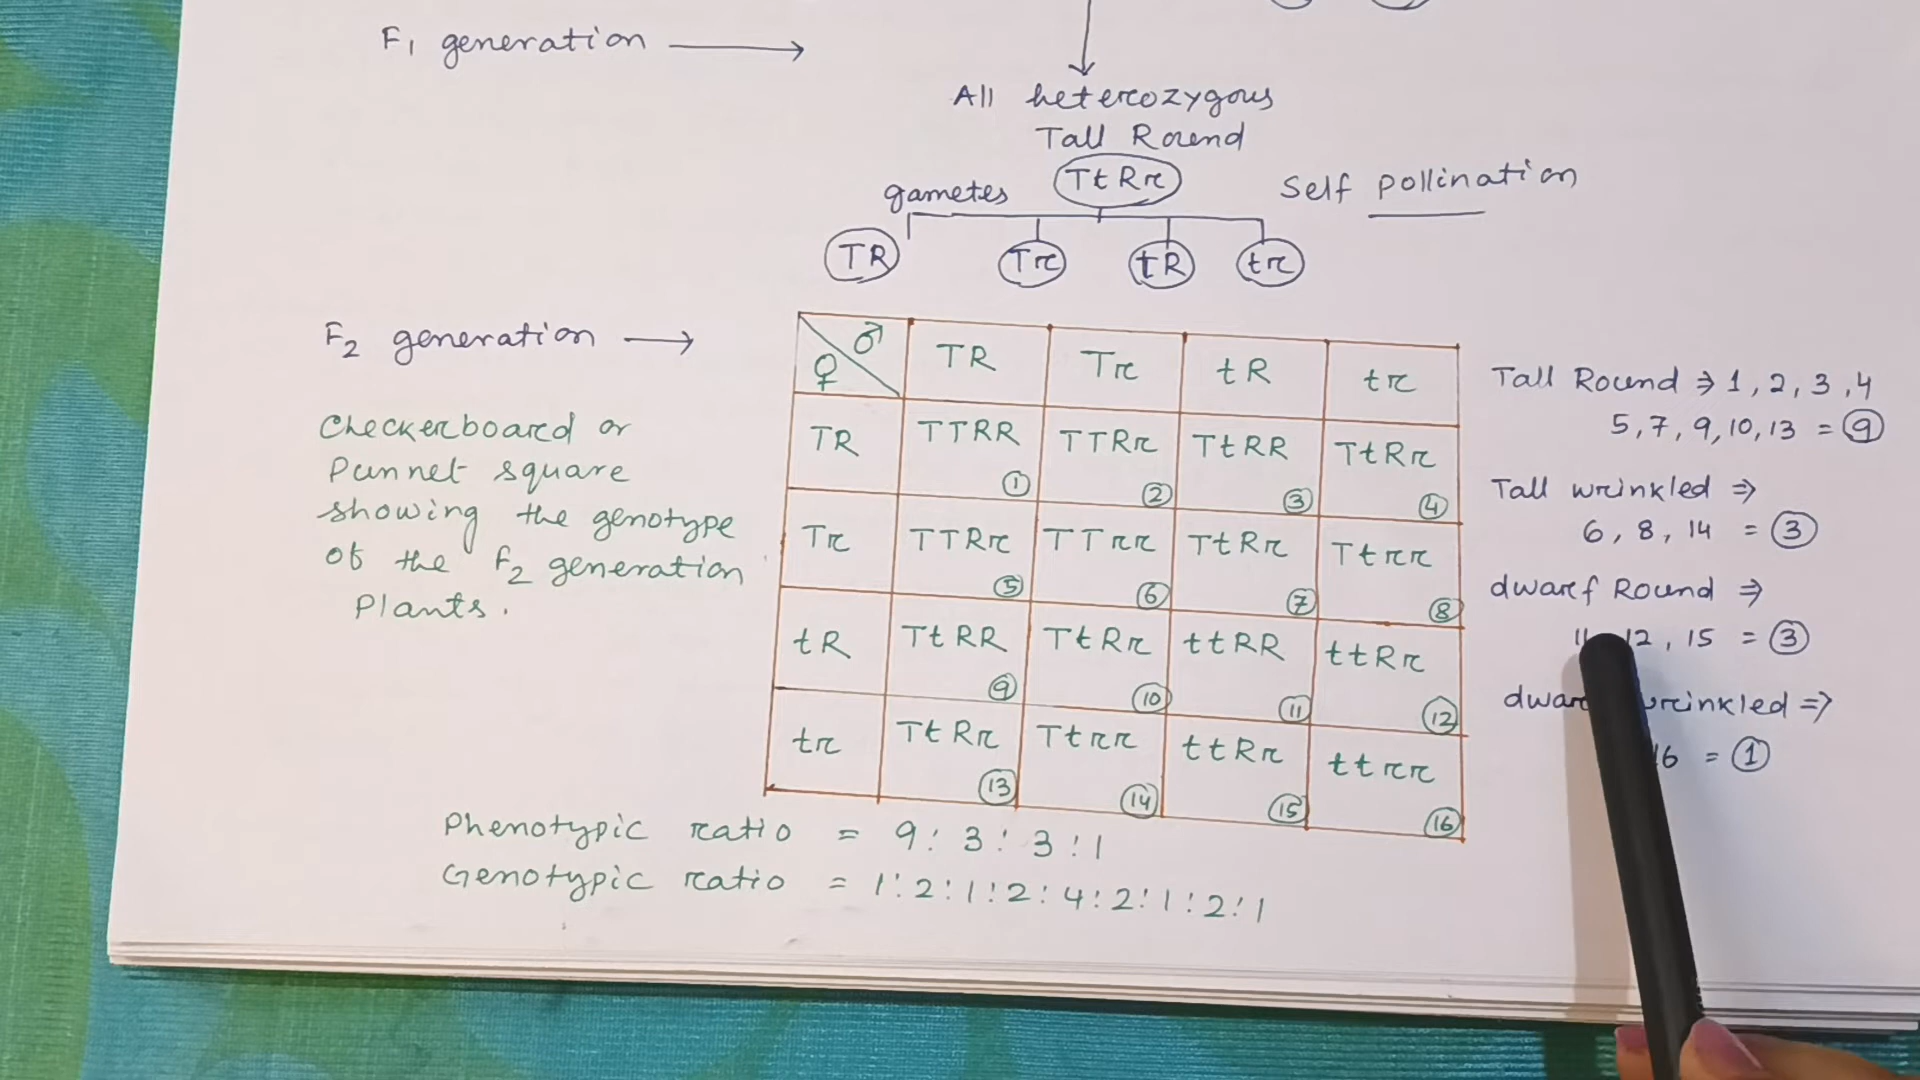 F1 generation →
All heterozygous
Tall Round
TtRr
gametes
Self pollination
TR Tr tR tr
F2 generation →
♀ ♂ TR Tr tR tr
TR TTRR ① TTRr ② TtRR ③ TtRr ④
Tr TTRr ⑤ TTrr ⑥ TtRr ⑦ Ttrr ⑧
tR TtRR ⑨ TtRr ⑩ ttRR ⑪ ttRr ⑫
tr TtRr ⑬ Ttrr ⑭ ttRr ⑮ ttrr ⑯
Checkerboard or
Punnet square
showing the genotype
of the F2 generation
Plants.
Tall Round ⇒ 1, 2, 3, 4
5, 7, 9, 10, 13 = ⑨
Tall wrinkled ⇒
6, 8, 14 = ③
dwarf Round ⇒
12, 15 = ③
wrinkled ⇒
16 = ①
Phenotypic ratio = 9:3:3:1
Genotypic ratio = 1:2:1:2:4:2:1:2:1